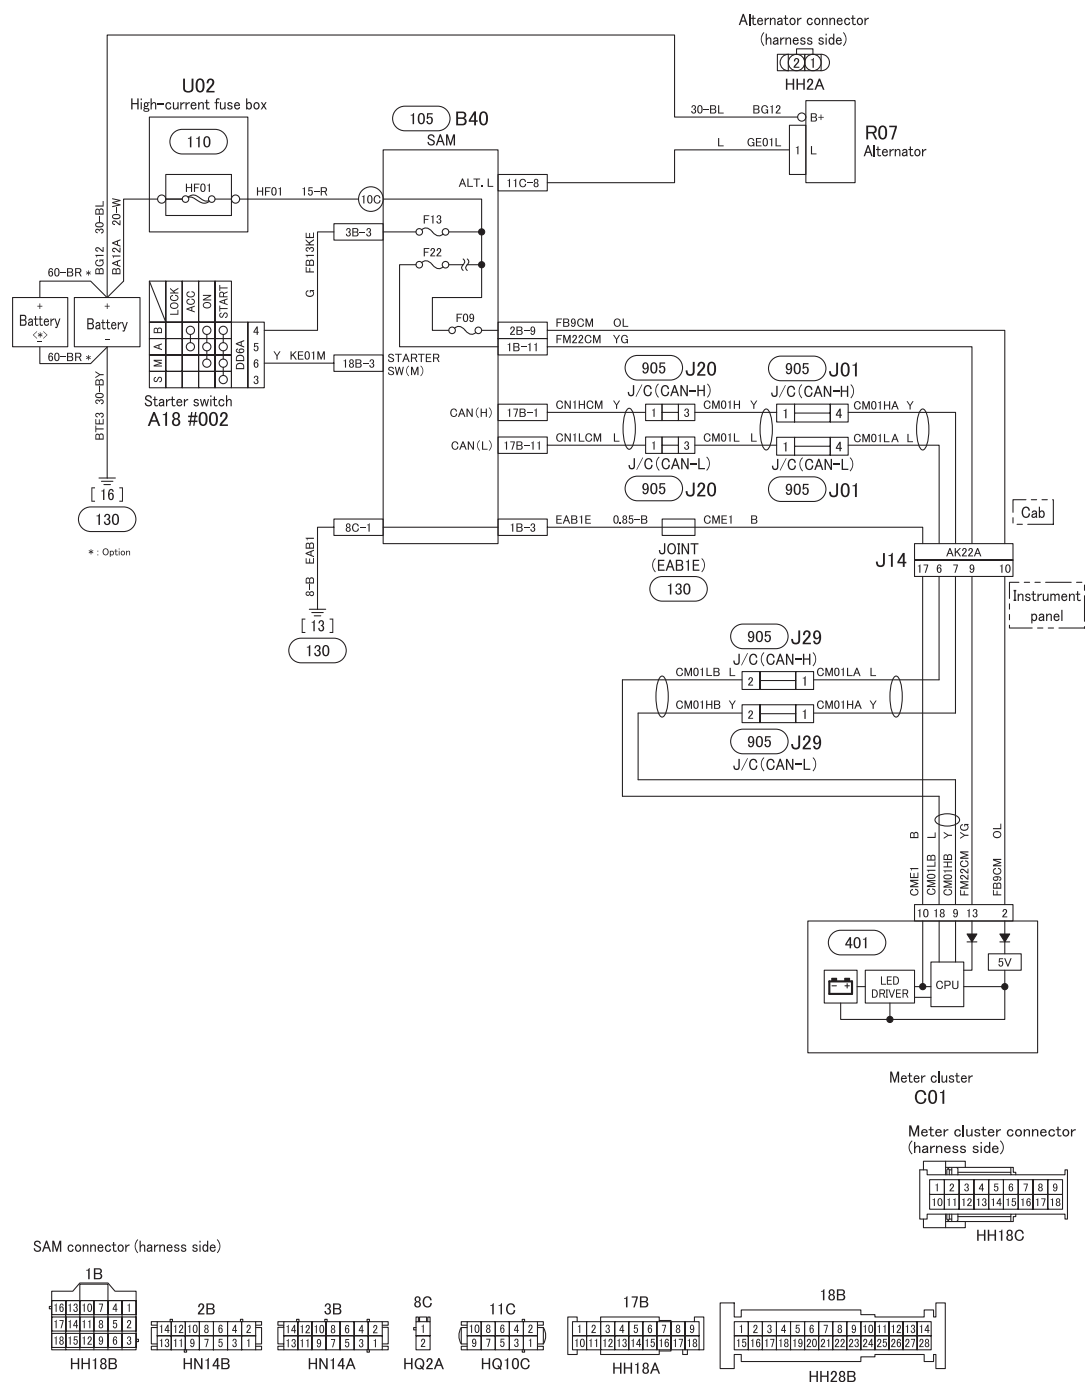 Alternator connector
(harness side)
2 1
HH2A
U02
High-current fuse box
110
HF01
105 B40
SAM
30-BL BG12 B+
L GE01L 1 L
R07
Alternator
ALT. L 11C-8
HF01 15-R 10C
BG12 30-BL
BA12A 20-W
3B-3 F13
F22
G FB13KE
60-BR *
+ Battery <*> -
+ Battery -
60-BR *
LOCK ACC ON START
B 4
A 5
M 6
S 3
DD6A
Y KE01M 18B-3 STARTER
SW(M)
Starter switch
A18 #002
F09 2B-9 FB9CM OL
1B-11 FM22CM YG
905 J20
J/C(CAN-H)
905 J01
J/C(CAN-H)
CAN(H) 17B-1 CN1HCM Y 1 3 CM01H Y 1 4 CM01HA Y
CAN(L) 17B-11 CN1LCM L 1 3 CM01L L 1 4 CM01LA L
J/C(CAN-L)
905 J20
J/C(CAN-L)
905 J01
BTE3 30-BY
[ 16 ]
130
* : Option
8C-1
8-B EAB1
[ 13 ]
130
1B-3 EAB1E 0.85-B CME1 B
JOINT
(EAB1E)
130
Cab
J14 AK22A
17 6 7 9 10
Instrument
panel
905 J29
J/C(CAN-H)
CM01LB L 2 1 CM01LA L
CM01HB Y 2 1 CM01HA Y
905 J29
J/C(CAN-L)
CME1 B
CM01LB L
CM01HB Y
FM22CM YG
FB9CM OL
10 18 9 13 2
401
5V
- +
LED
DRIVER
CPU
Meter cluster
C01
Meter cluster connector
(harness side)
1 2 3 4 5 6 7 8 9
10 11 12 13 14 15 16 17 18
HH18C
SAM connector (harness side)
1B
16 13 10 7 4 1
17 14 11 8 5 2
18 15 12 9 6 3
HH18B
2B
14 12 10 8 6 4 2
13 11 9 7 5 3 1
HN14B
3B
14 12 10 8 6 4 2
13 11 9 7 5 3 1
HN14A
8C
1
2
HQ2A
11C
10 8 6 4 2
9 7 5 3 1
HQ10C
17B
1 2 3 4 5 6 7 8 9
10 11 12 13 14 15 16 17 18
HH18A
18B
1 2 3 4 5 6 7 8 9 10 11 12 13 14
15 16 17 18 19 20 21 22 23 24 25 26 27 28
HH28B